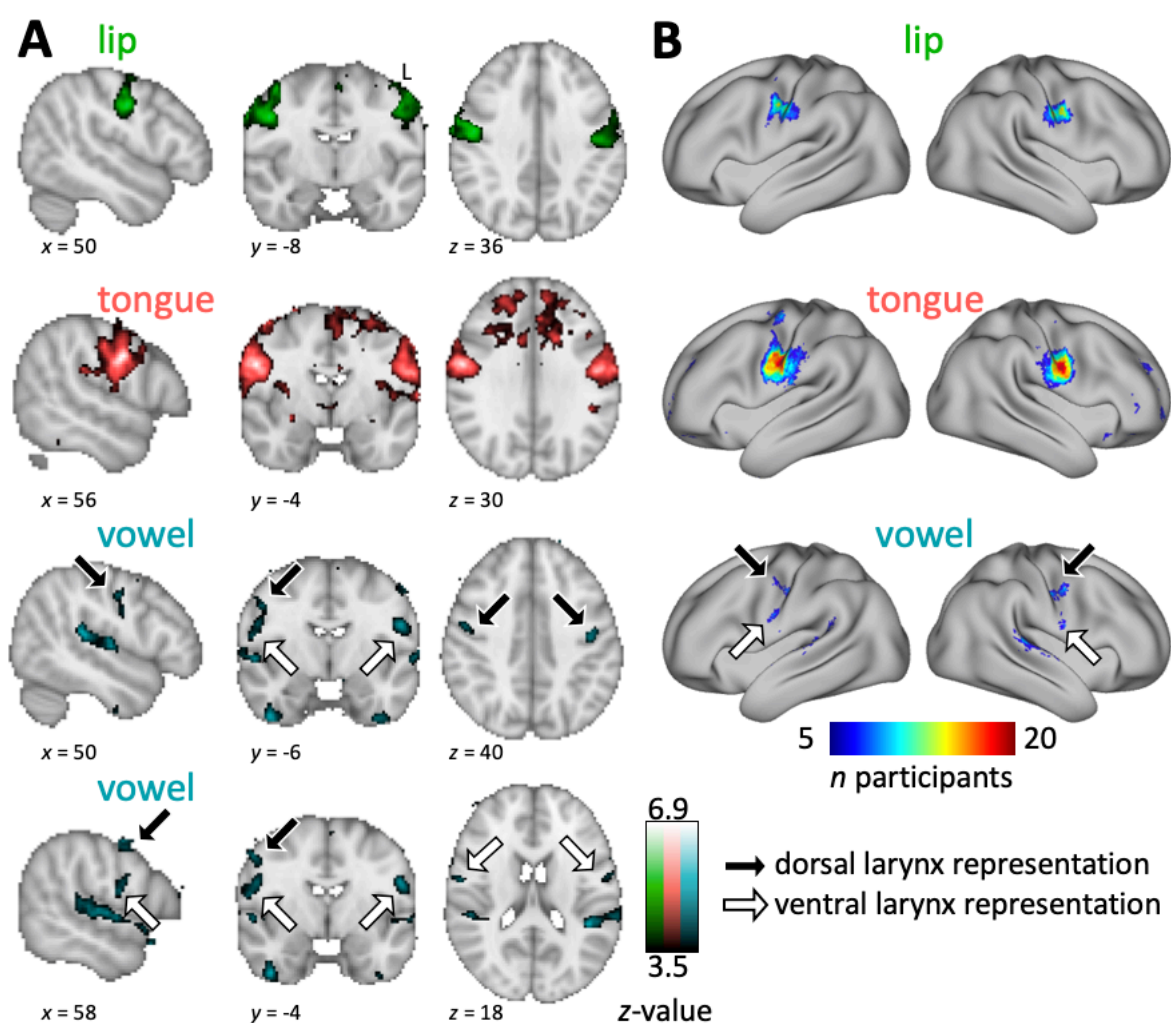 A lip
B lip
L
x = 50
y = -8
z = 36
tongue
tongue
x = 56
y = -4
z = 30
vowel
vowel
x = 50
y = -6
z = 40
5
20
n participants
vowel
6.9
3.5
z-value
dorsal larynx representation
ventral larynx representation
x = 58
y = -4
z = 18